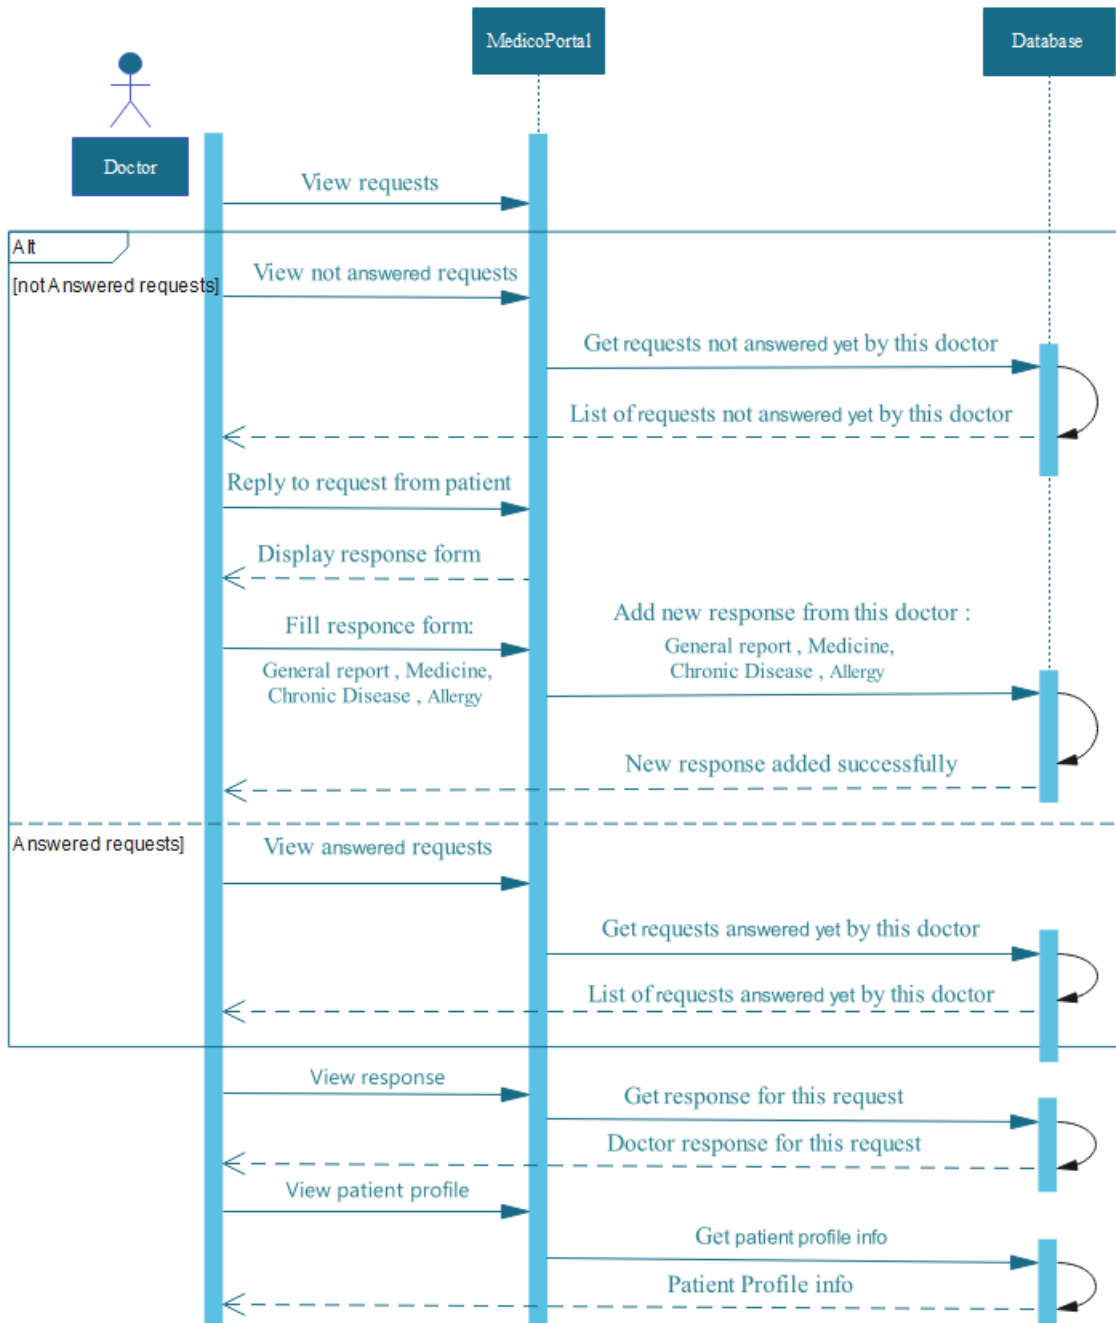 MedicoPortal
Database
Doctor
View requests
Alt
[not Answered requests]
View not answered requests
Get requests not answered yet by this doctor
List of requests not answered yet by this doctor
Reply to request from patient
Display response form
Fill responce form:
General report , Medicine,
Chronic Disease , Allergy
Add new response from this doctor :
General report , Medicine,
Chronic Disease , Allergy
New response added successfully
Answered requests]
View answered requests
Get requests answered yet by this doctor
List of requests answered yet by this doctor
View response
Get response for this request
Doctor response for this request
View patient profile
Get patient profile info
Patient Profile info